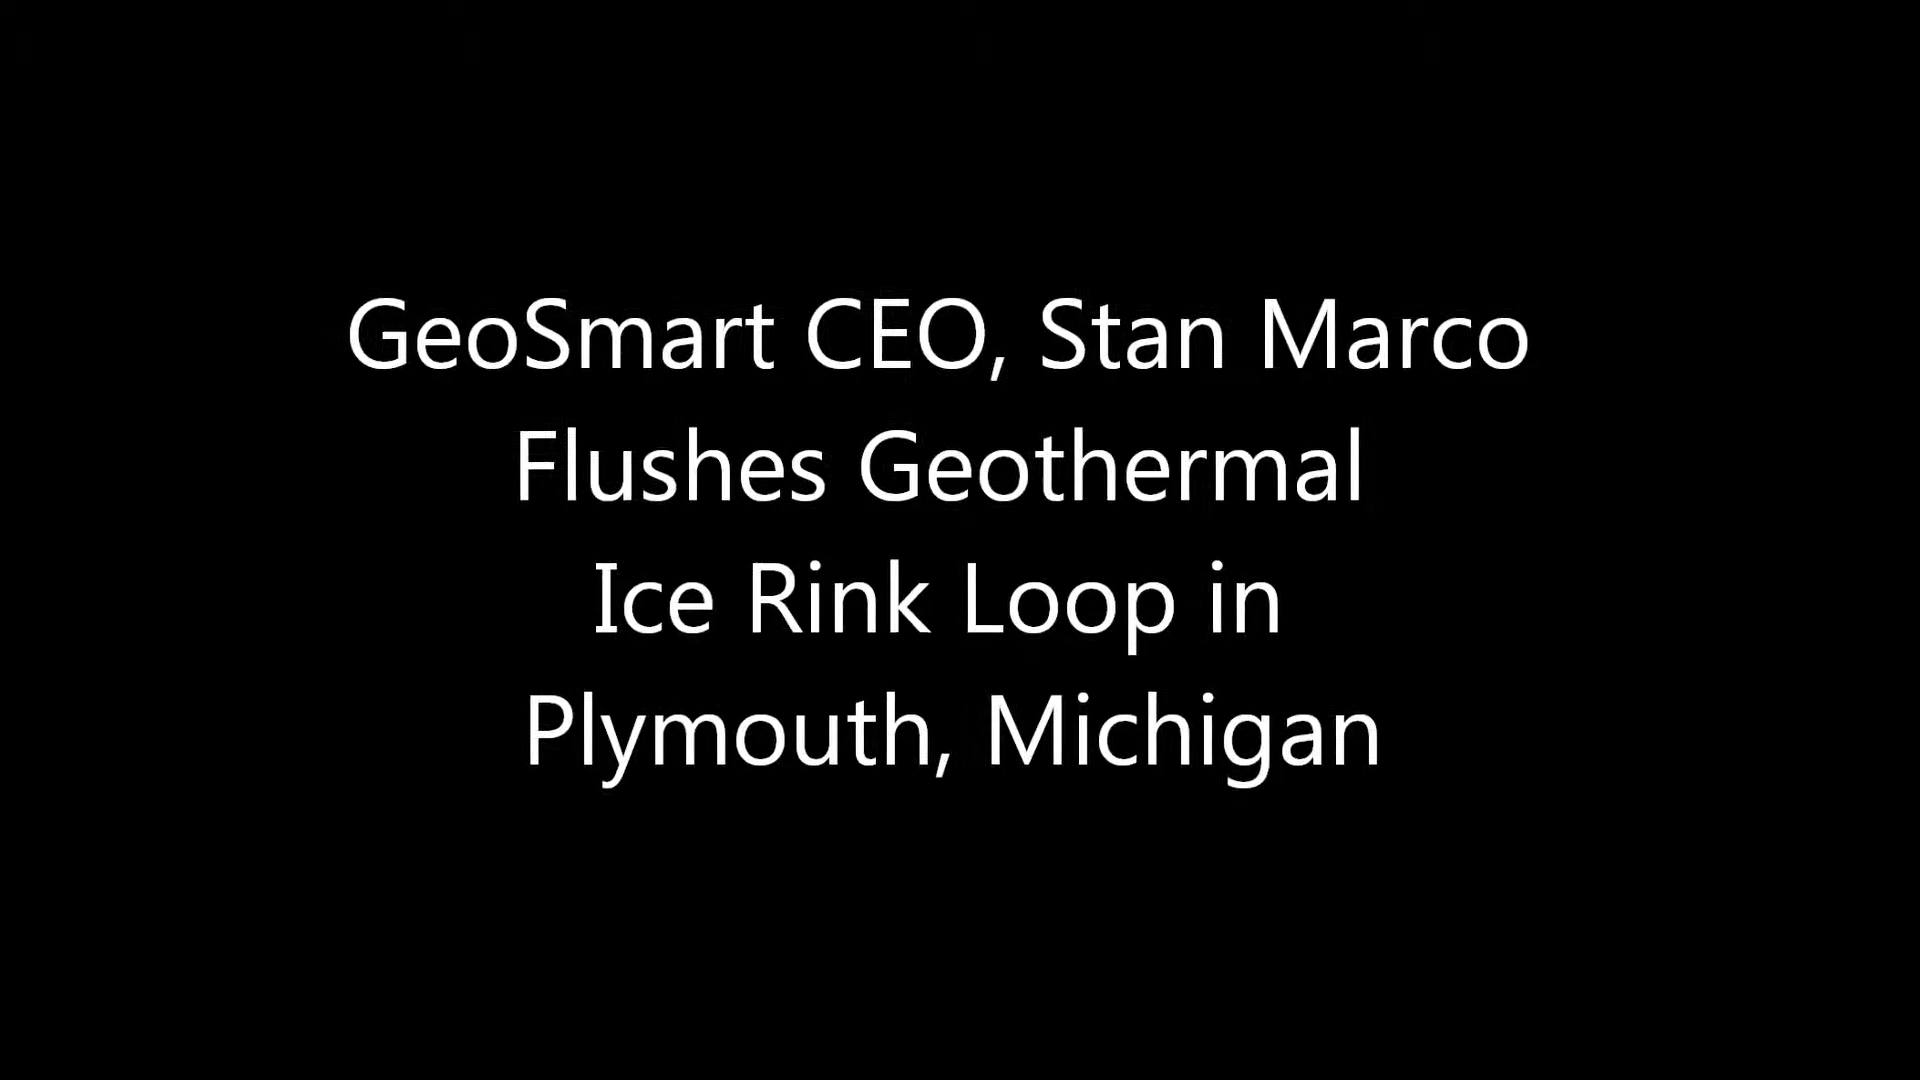 GeoSmart CEO, Stan Marco
Flushes Geothermal
Ice Rink Loop in
Plymouth, Michigan